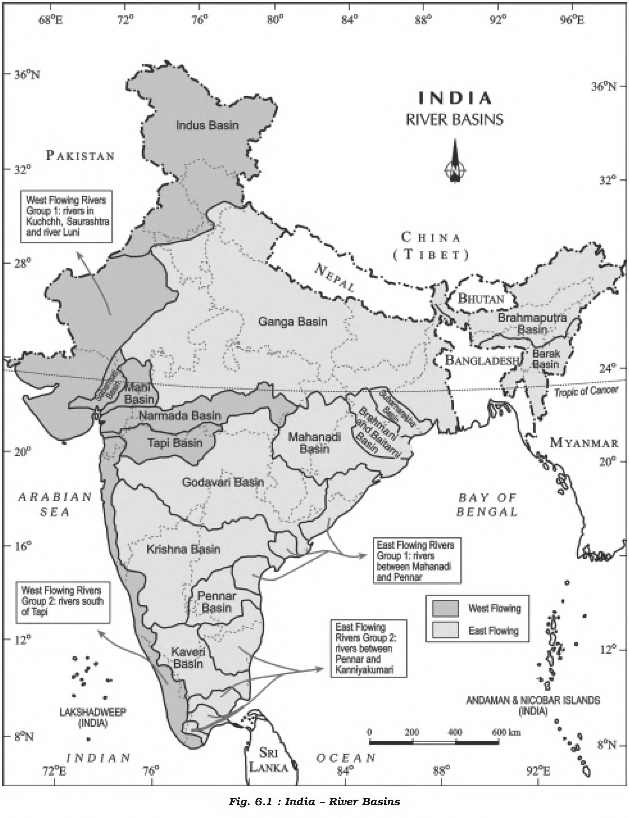 68°E 72° 76° 80° 84° 88° 92° 96°E
36°N
36°N
INDIA
RIVER BASINS
Indus Basin
PAKISTAN
32°
32°
West Flowing Rivers
Group 1: rivers in
Kuchchh, Saurashtra
and river Luni
CHINA
(TIBET)
28°
28°
NEPAL
BHUTAN
Ganga Basin
Brahmaputra
Basin
BANGLADESH
Barak
Basin
24°
Sabarmati
Basin
Mahi
Basin
Tropic of Cancer
Narmada Basin
Subarnarekha
Basin
Brahmani
and Baitarni
Basin
Mahanadi
Basin
Tapi Basin
MYANMAR
20°
20°
Godavari Basin
ARABIAN
SEA
BAY OF
BENGAL
16°
16°
Krishna Basin
East Flowing Rivers
Group 1: rivers
between Mahanadi
and Pennar
West Flowing Rivers
Group 2: rivers south
of Tapi
Pennar
Basin
West Flowing
East Flowing
East Flowing
Rivers Group 2:
rivers between
Pennar and
Kanniyakumari
12°
12°
Kaveri
Basin
LAKSHADWEEP
(INDIA)
ANDAMAN & NICOBAR ISLANDS
(INDIA)
0 200 400 600 km
8°N
8°N
INDIAN OCEAN
SRI
LANKA
72°E 76° 84° 88° 92°E
Fig. 6.1 : India – River Basins